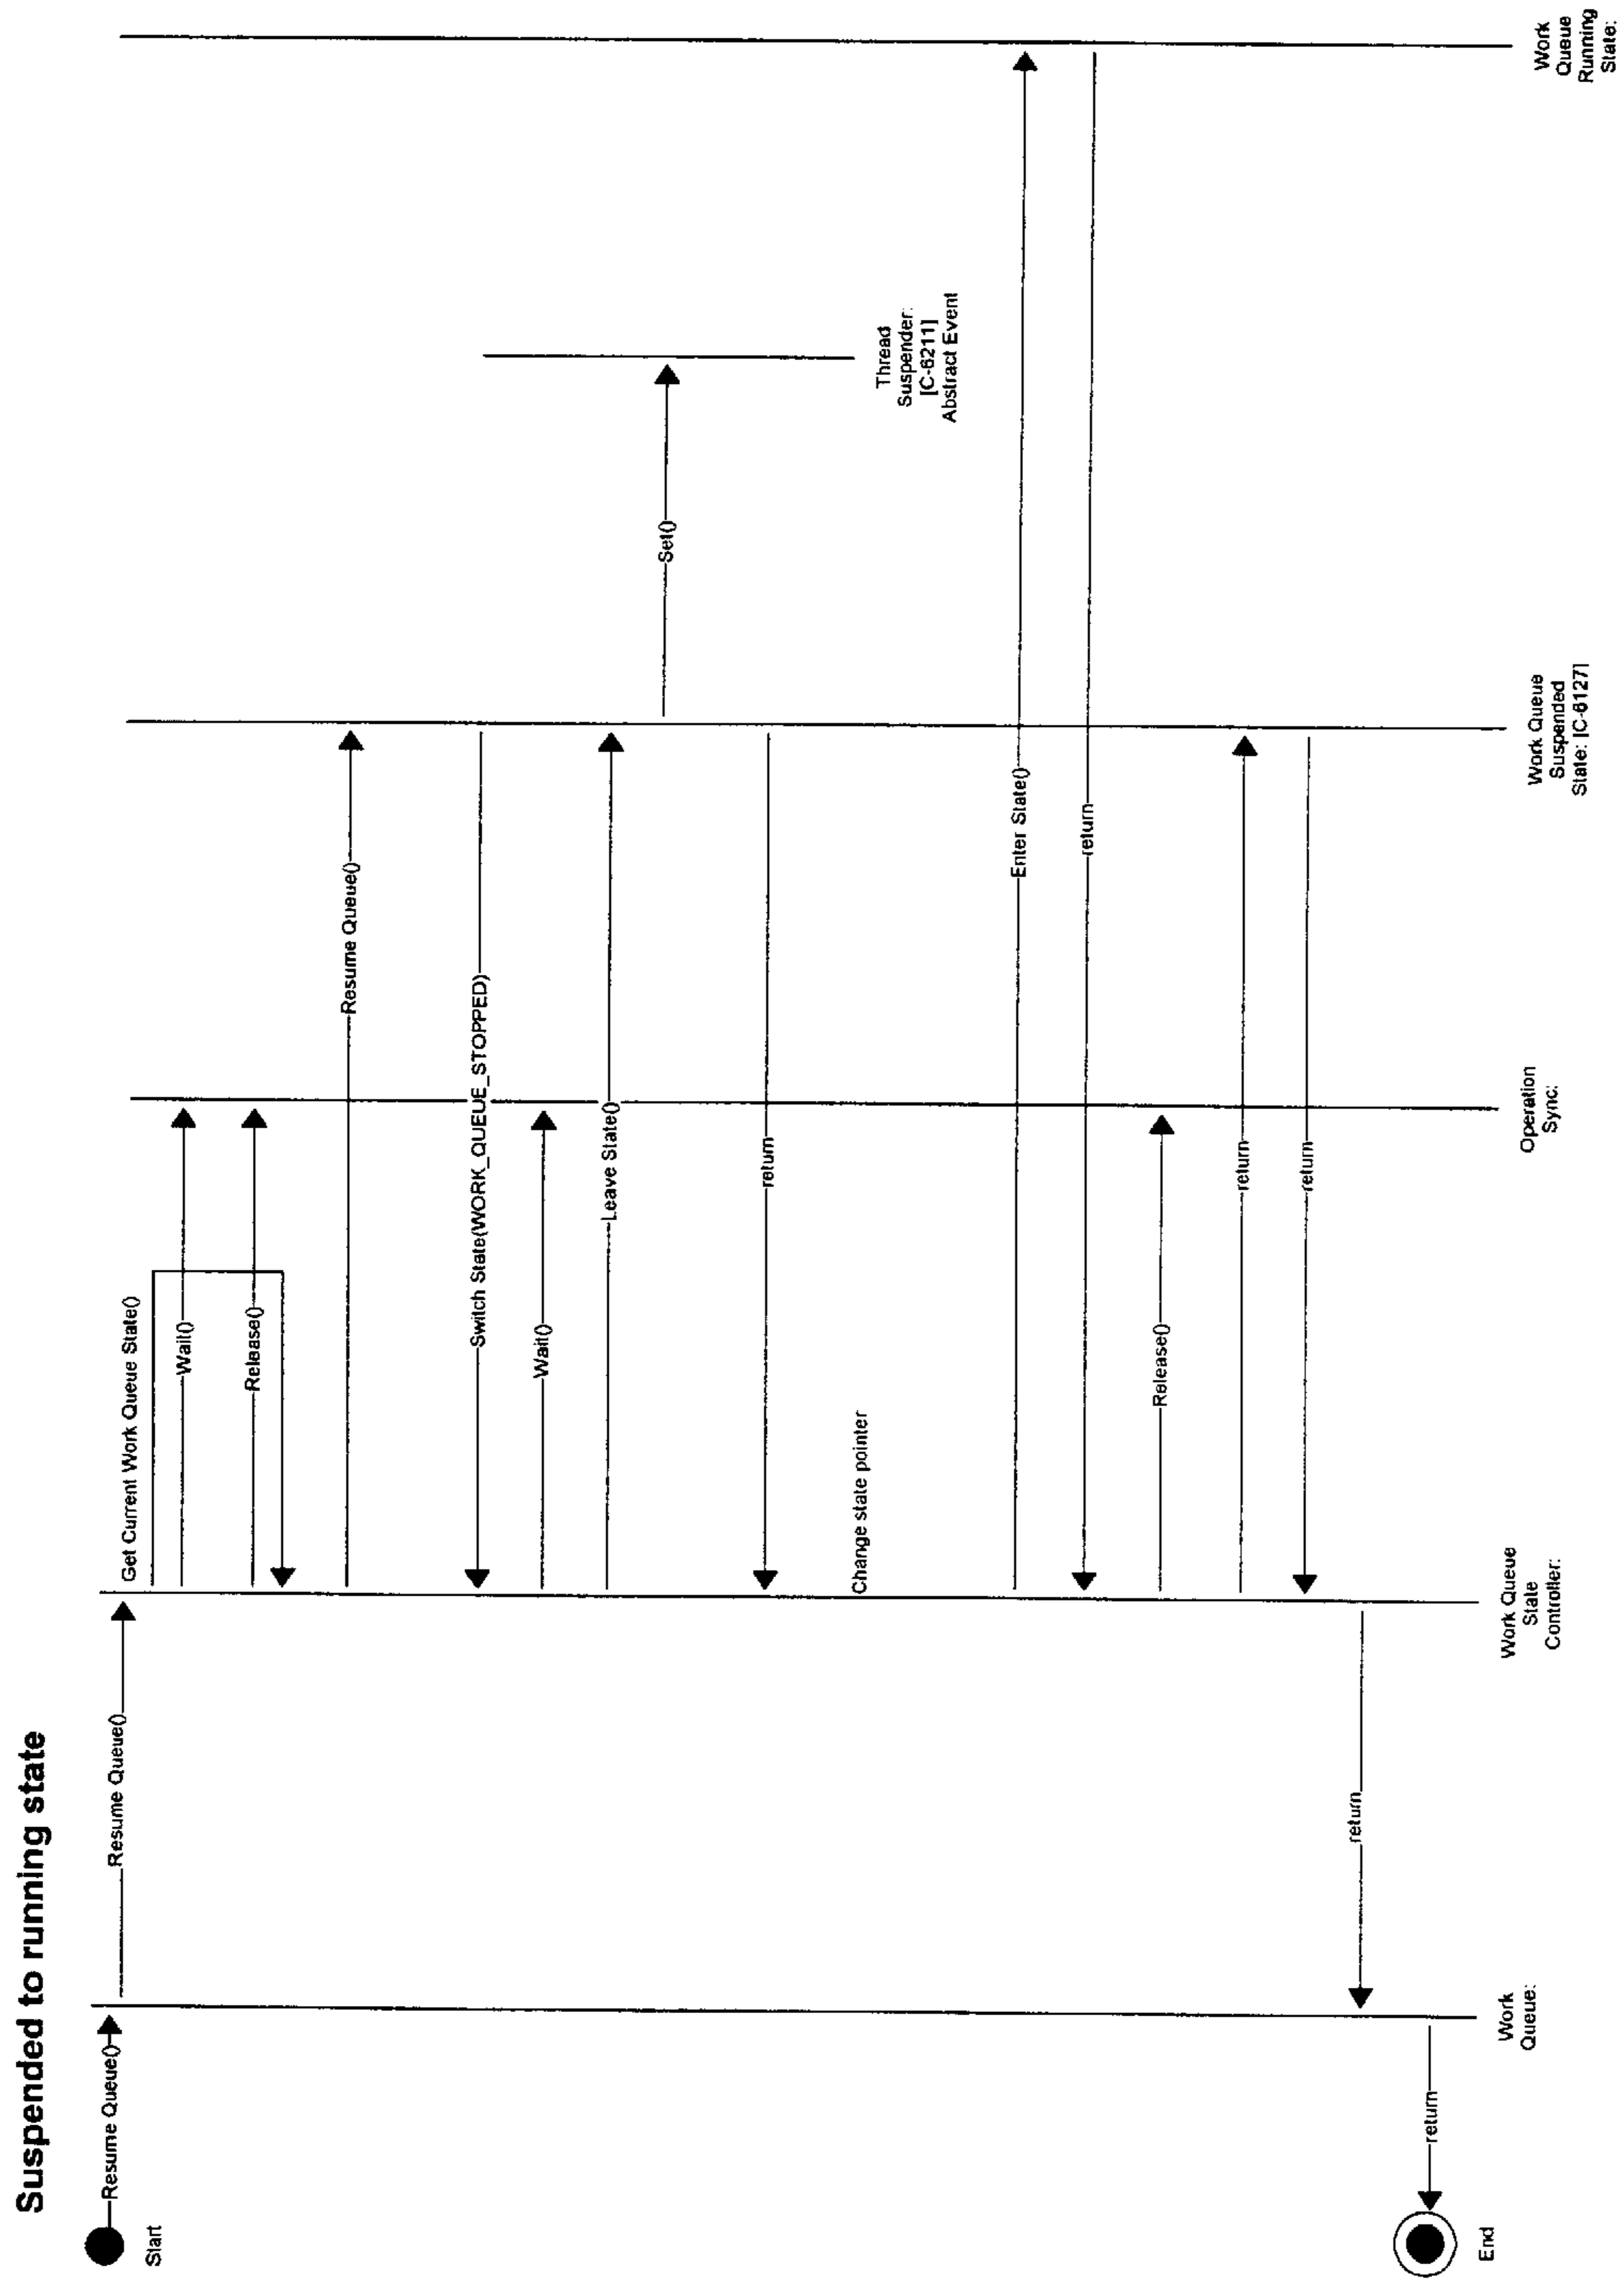 Suspended to running state
Start
Resume Queue()
Resume Queue()
Get Current Work Queue State()
Wait()
Release()
Resume Queue()
Switch State(WORK_QUEUE_STOPPED)
Wait()
Leave State()
Set()
return
Change state pointer
Thread
Suspender:
[C-6211]
Abstract Event
Enter State()
return
Release()
return
return
return
return
End
Work
Queue:
Work Queue
State
Controller:
Operation
Sync:
Work Queue
Suspended
State: [C-6127]
Work
Queue
Running
State: